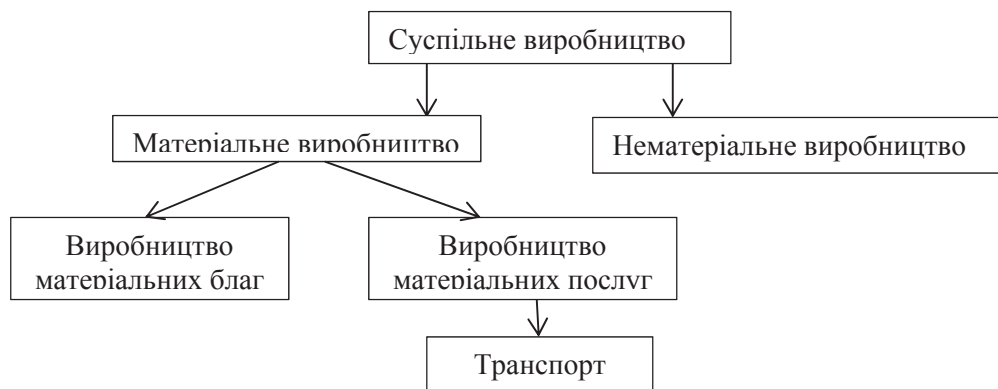 Суспільне виробництво
Матеріальне виробництво
Нематеріальне виробництво
Виробництво
матеріальних благ
Виробництво
матеріальних послуг
Транспорт